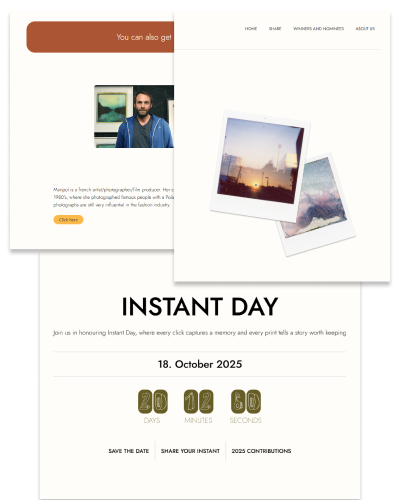 You can also get
HOME SHARE WINNERS AND NOMINEES ABOUT US
Maripol is a french artist/photographer/film producer. Her c
1980's, where she photographed famous people with a Pola
photographs are still very influential in the fashion industry.
Click here
INSTANT DAY
Join us in honouring Instant Day, where every click captures a memory and every print tells a story worth keeping
18. October 2025
20 12 60
DAYS MINUTES SECONDS
SAVE THE DATE SHARE YOUR INSTANT 2025 CONTRIBUTIONS